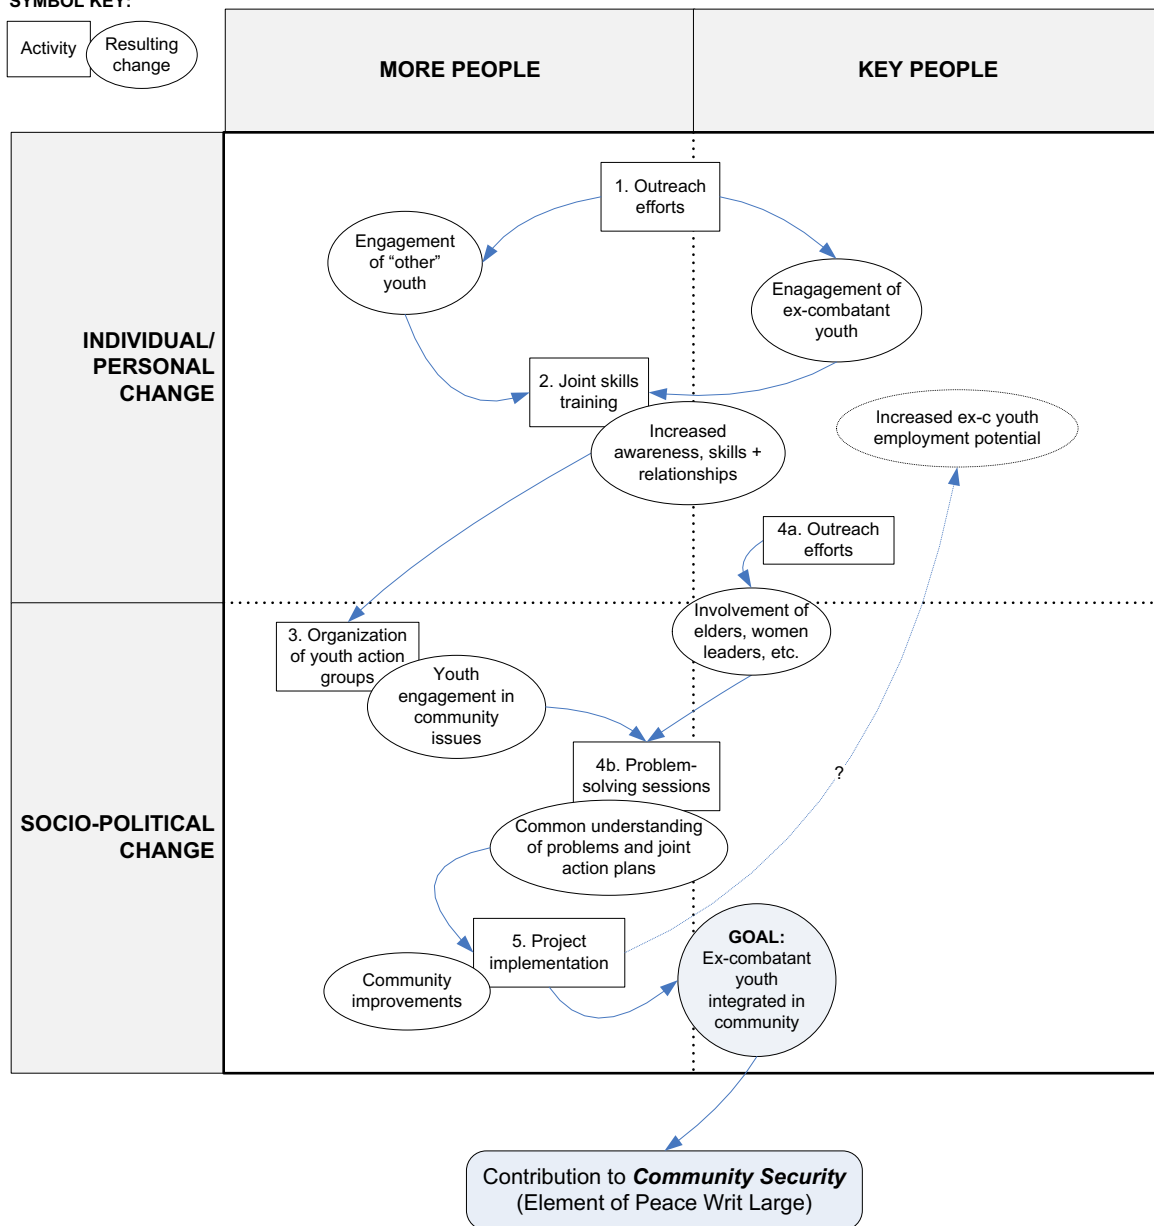 SYMBOL KEY:
Activity
Resulting
change
MORE PEOPLE
KEY PEOPLE
INDIVIDUAL/
PERSONAL
CHANGE
1. Outreach
efforts
Engagement
of “other”
youth
Enagagement of
ex-combatant
youth
2. Joint skills
training
Increased
awareness, skills +
relationships
Increased ex-c youth
employment potential
4a. Outreach
efforts
Involvement of
elders, women
leaders, etc.
SOCIO-POLITICAL
CHANGE
3. Organization
of youth action
groups
Youth
engagement in
community
issues
4b. Problem-
solving sessions
?
Common understanding
of problems and joint
action plans
5. Project
implementation
Community
improvements
GOAL:
Ex-combatant
youth
integrated in
community
Contribution to Community Security
(Element of Peace Writ Large)